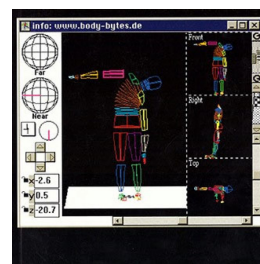 info: www.body-bytes.de
Far
Near
x -2.6
y 0.5
z -20.7
Front
Right
Top